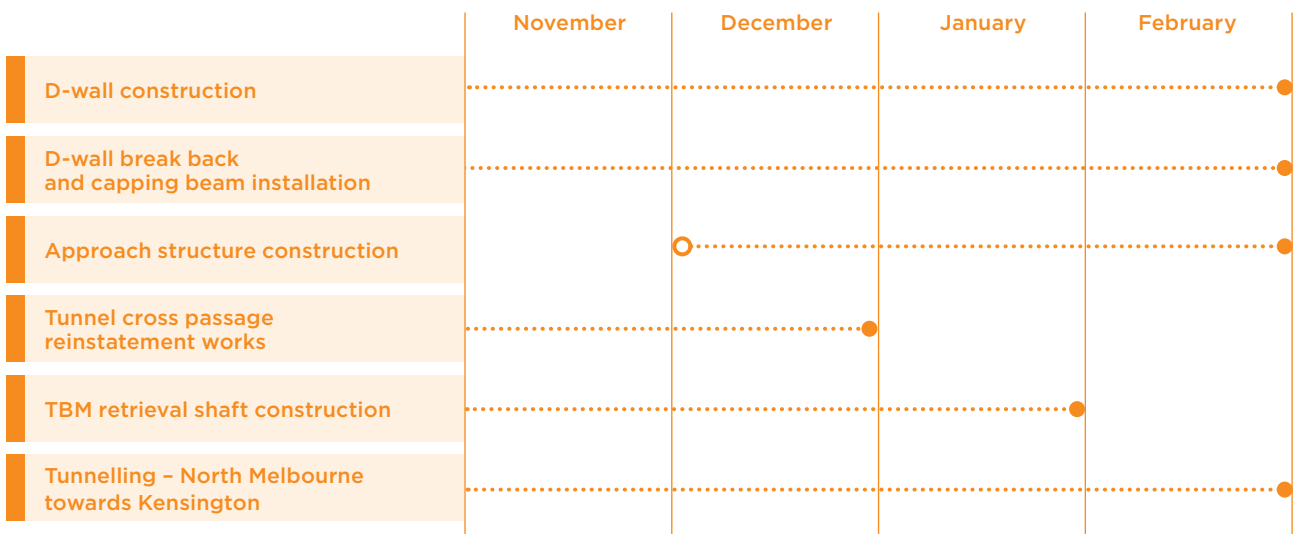 November
December
January
February
D-wall construction
D-wall break back
and capping beam installation
Approach structure construction
Tunnel cross passage
reinstatement works
TBM retrieval shaft construction
Tunnelling – North Melbourne
towards Kensington